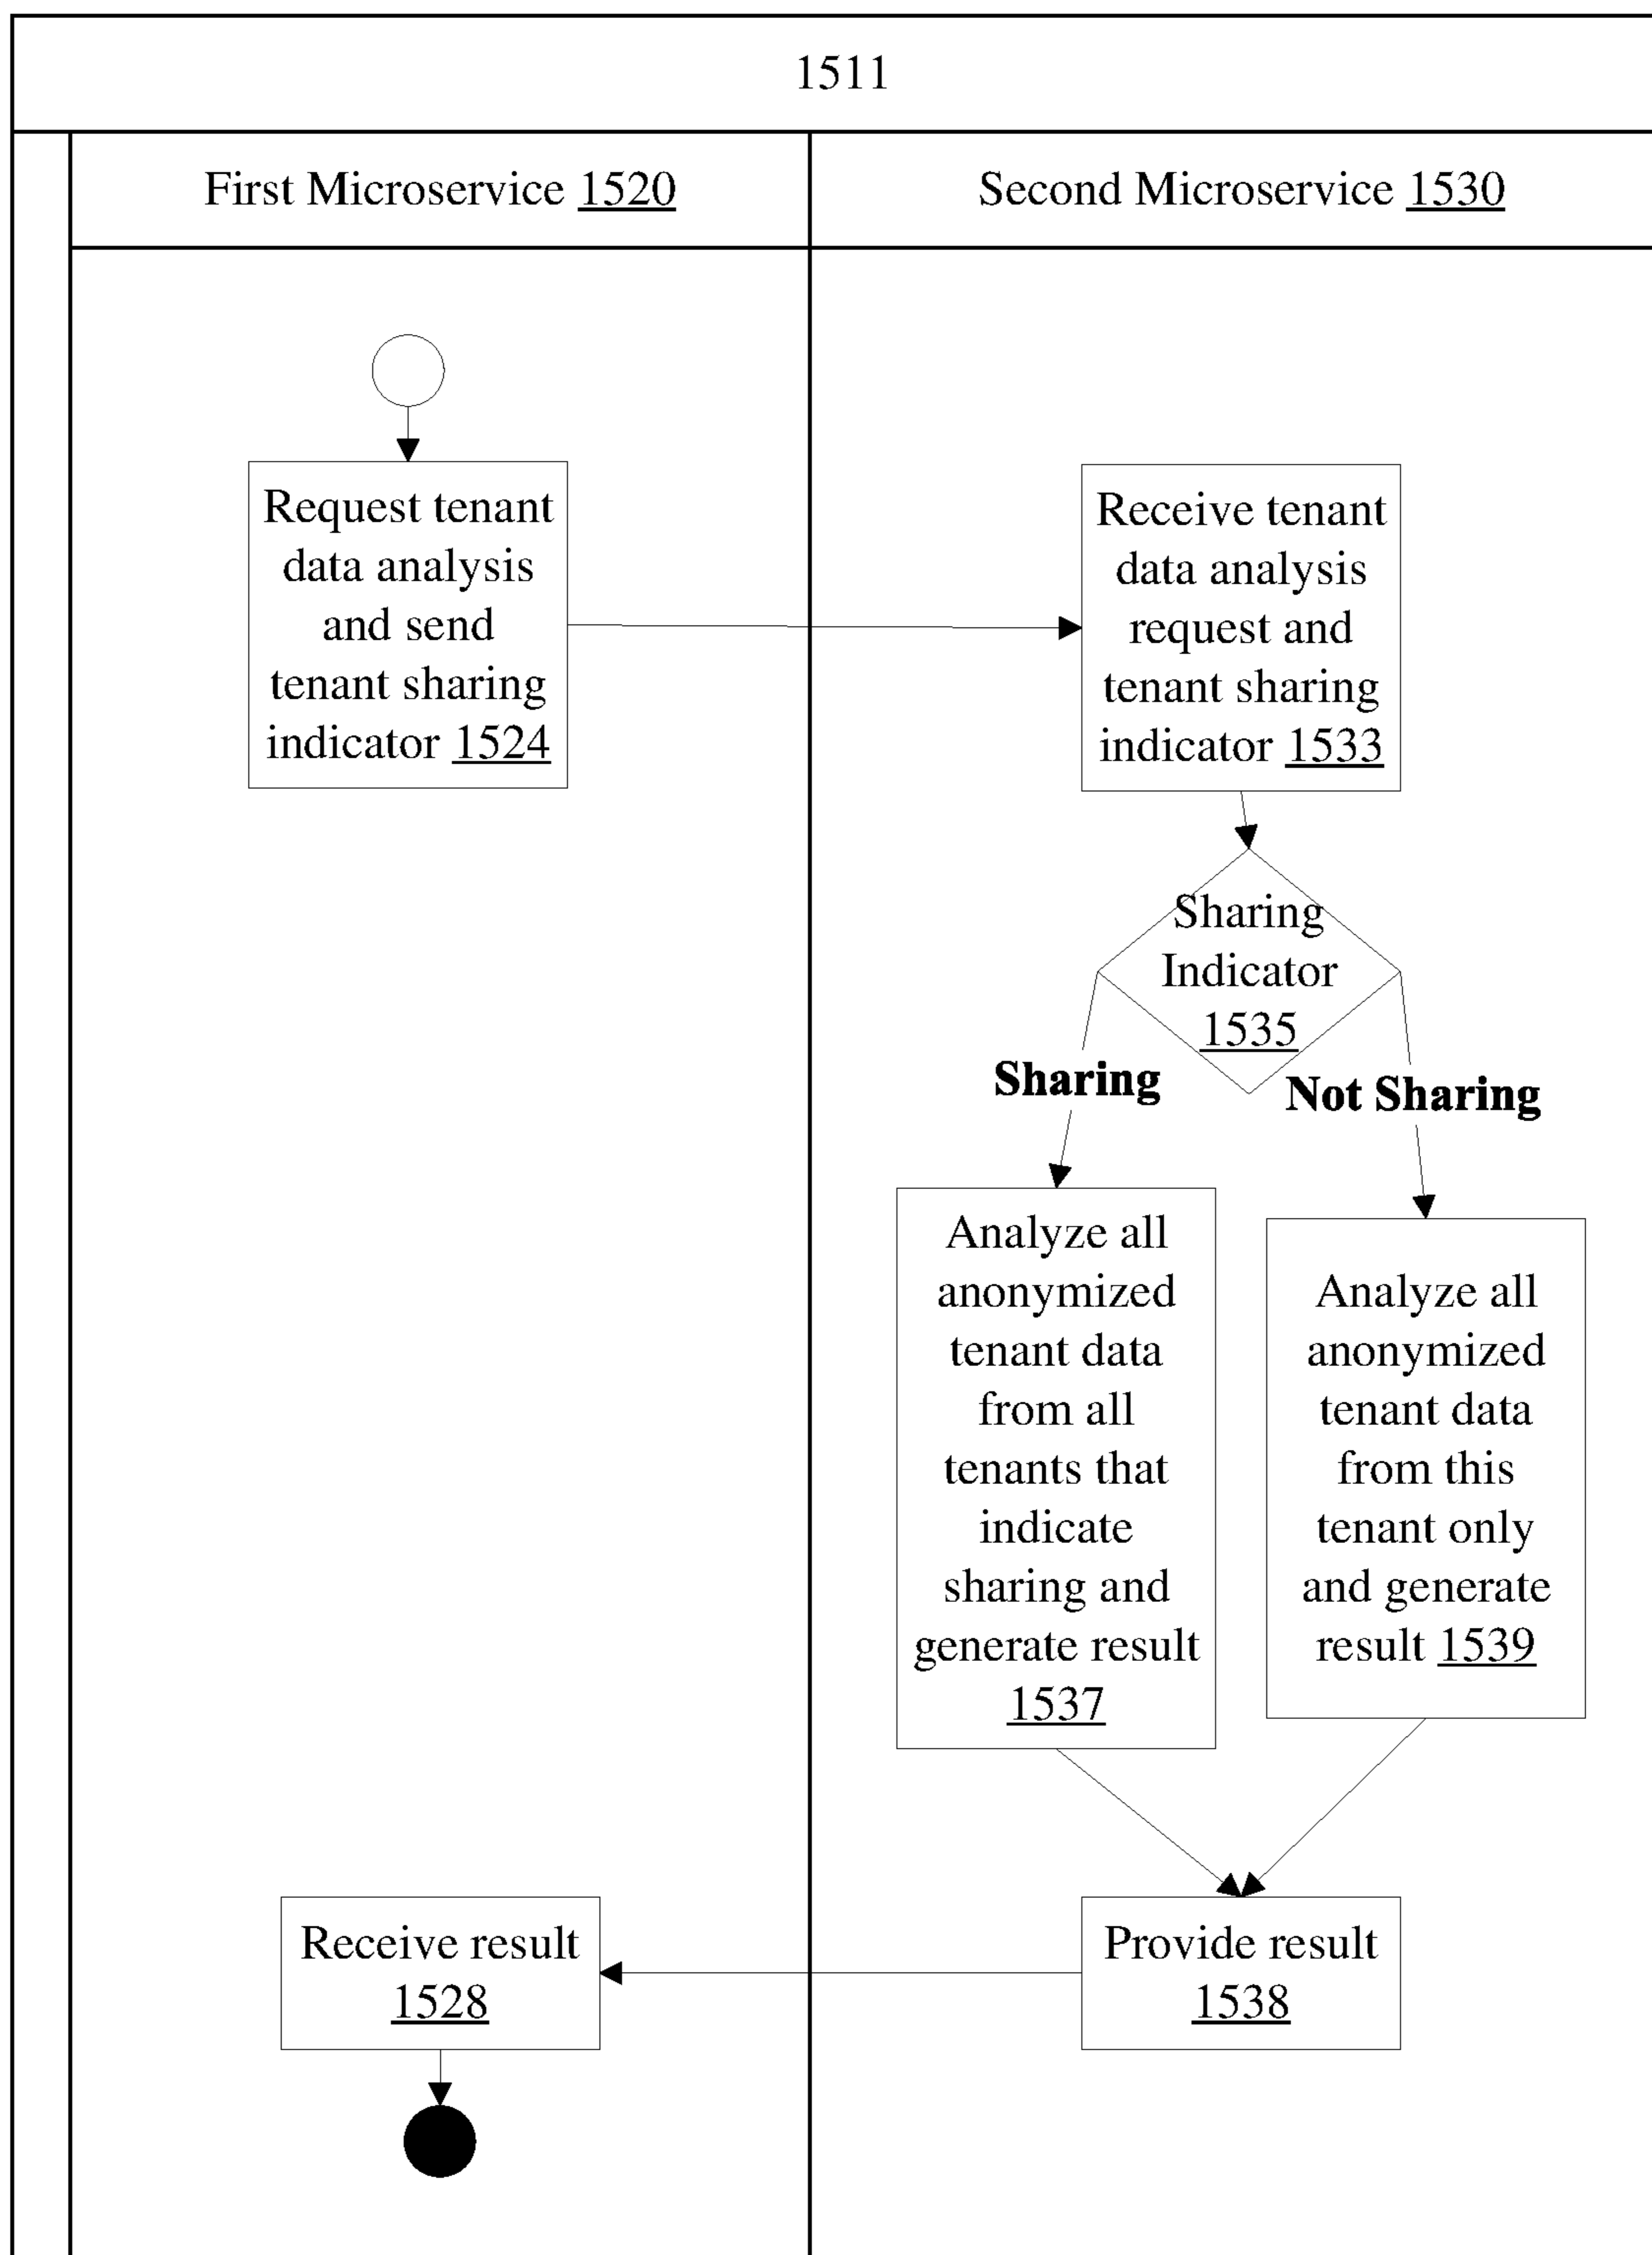 1511
First Microservice 1520
Second Microservice 1530
Request tenant
data analysis
and send
tenant sharing
indicator 1524
Receive tenant
data analysis
request and
tenant sharing
indicator 1533
Sharing
Indicator
1535
Sharing
Not Sharing
Analyze all
anonymized
tenant data
from all
tenants that
indicate
sharing and
generate result
1537
Analyze all
anonymized
tenant data
from this
tenant only
and generate
result 1539
Receive result
1528
Provide result
1538